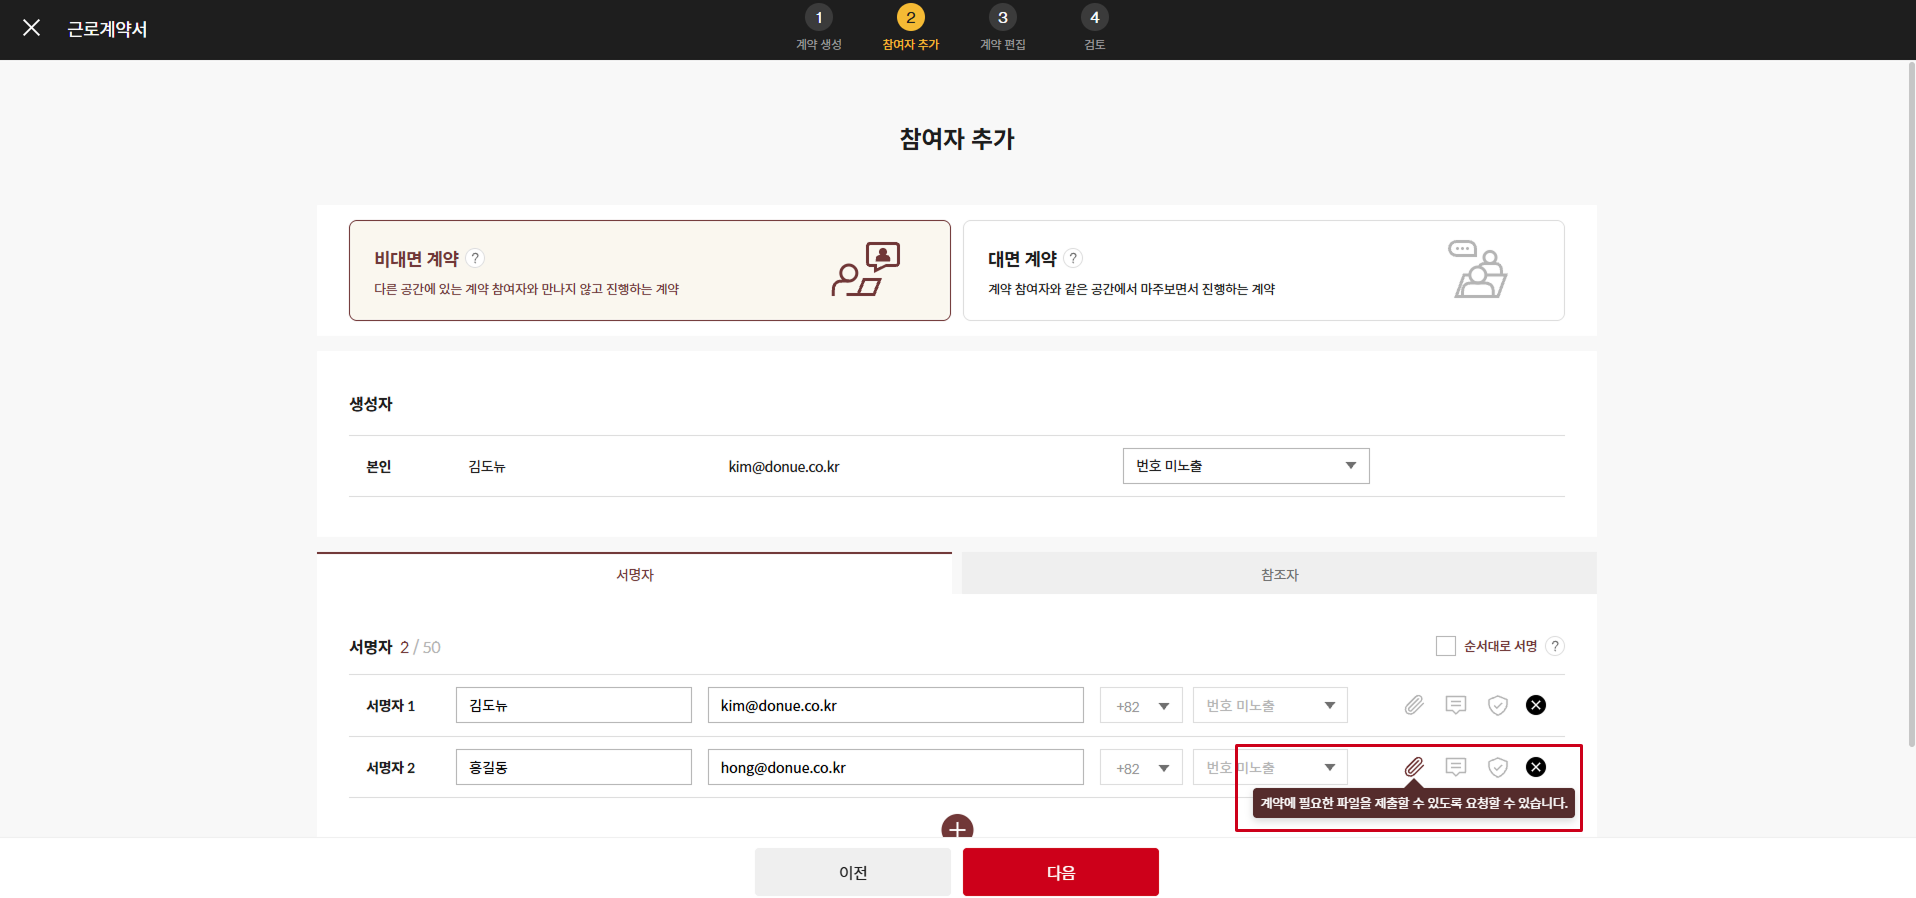 근로계약서
1 2 3 4
계약 생성 참여자 추가 계약 편집 검토
참여자 추가
비대면 계약 ?
다른 공간에 있는 계약 참여자와 만나지 않고 진행하는 계약
대면 계약 ?
계약 참여자와 같은 공간에서 마주보면서 진행하는 계약
생성자
본인 김도뉴 kim@donue.co.kr 번호 미노출
서명자 참조자
서명자 2 / 50 순서대로 서명 ?
서명자 1 김도뉴 kim@donue.co.kr +82 번호 미노출
서명자 2 홍길동 hong@donue.co.kr +82 번호 미노출
계약에 필요한 파일을 제출할 수 있도록 요청할 수 있습니다.
이전 다음